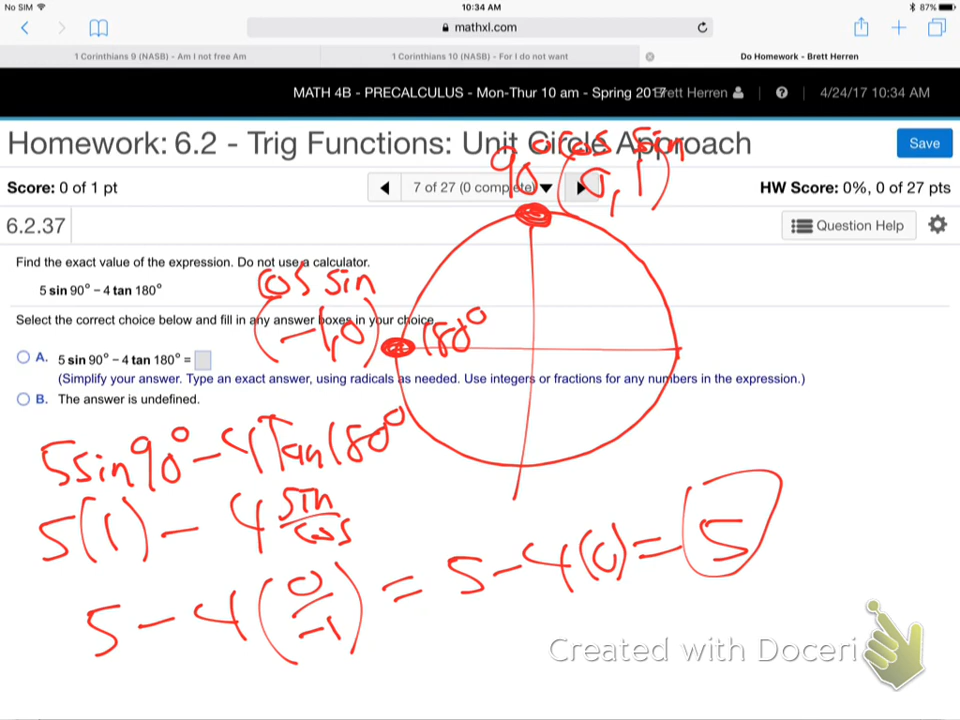 No SIM 10:34 AM 87%
mathxl.com
1 Corinthians 9 (NASB) - Am I not free Am 1 Corinthians 10 (NASB) - For I do not want Do Homework - Brett Herren
MATH 4B - PRECALCULUS - Mon-Thur 10 am - Spring 2017 Brett Herren 4/24/17 10:34 AM
Homework: 6.2 - Trig Functions: Unit Circle Approach Save
cos sin
90° (0, 1)
Score: 0 of 1 pt 7 of 27 (0 complete) HW Score: 0%, 0 of 27 pts
6.2.37 Question Help
Find the exact value of the expression. Do not use a calculator.
5 sin 90° − 4 tan 180°
cos sin
Select the correct choice below and fill in any answer boxes in your choice.
(−1, 0) 180°
A. 5 sin 90° − 4 tan 180° =
(Simplify your answer. Type an exact answer, using radicals as needed. Use integers or fractions for any numbers in the expression.)
B. The answer is undefined.
5sin90° − 4Tan180°
5(1) − 4 sin/cos
5 − 4(0/−1) = 5 − 4(0) = 5
Created with Doceri